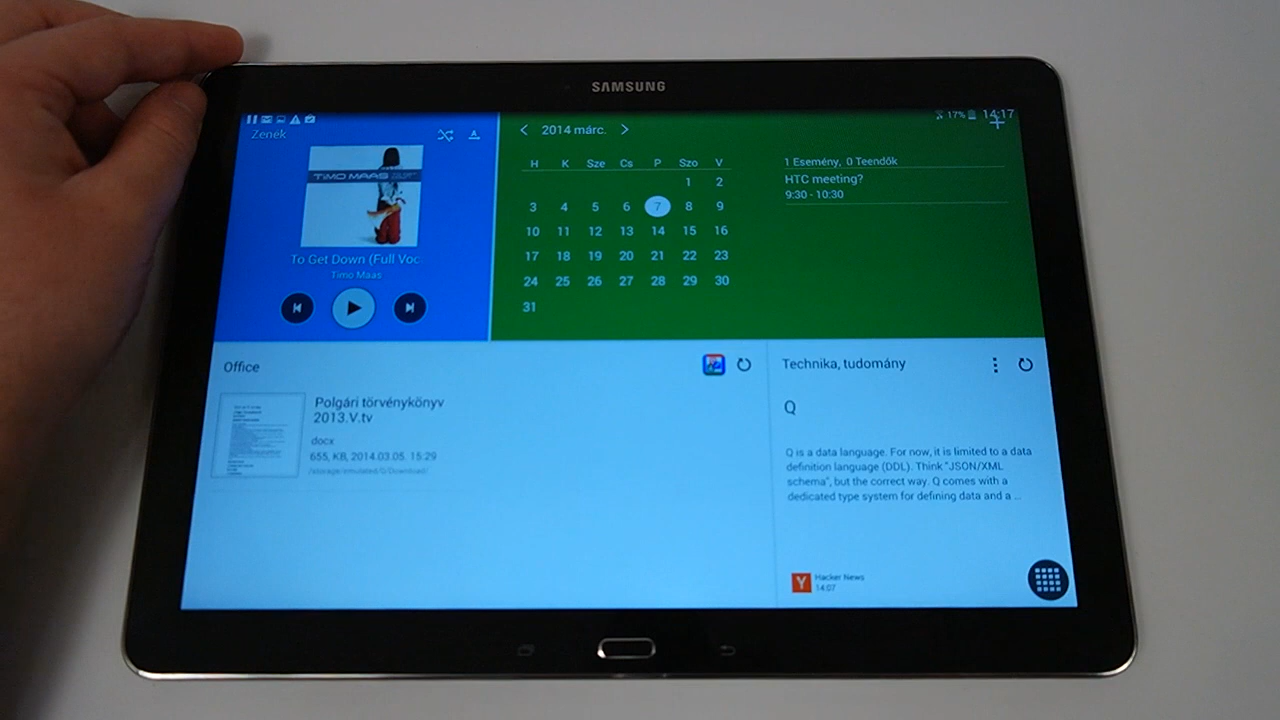 SAMSUNG
17% 14:17
Zenék
TIMO MAAS
To Get Down (Full Voc
Timo Maas
2014 márc.
H K Sze Cs P Szo V
1 2
3 4 5 6 7 8 9
10 11 12 13 14 15 16
17 18 19 20 21 22 23
24 25 26 27 28 29 30
31
1 Esemény, 0 Teendők
HTC meeting?
9:30 - 10:30
Office
Polgári törvénykönyv
2013.V.tv
docx
655, KB, 2014.03.05. 15:29
/storage/emulated/0/Download/
Technika, tudomány
Q
Q is a data language. For now, it is limited to a data
definition language (DDL). Think "JSON/XML
schema", but the correct way. Q comes with a
dedicated type system for defining data and a ...
Y
Hacker News
14:07